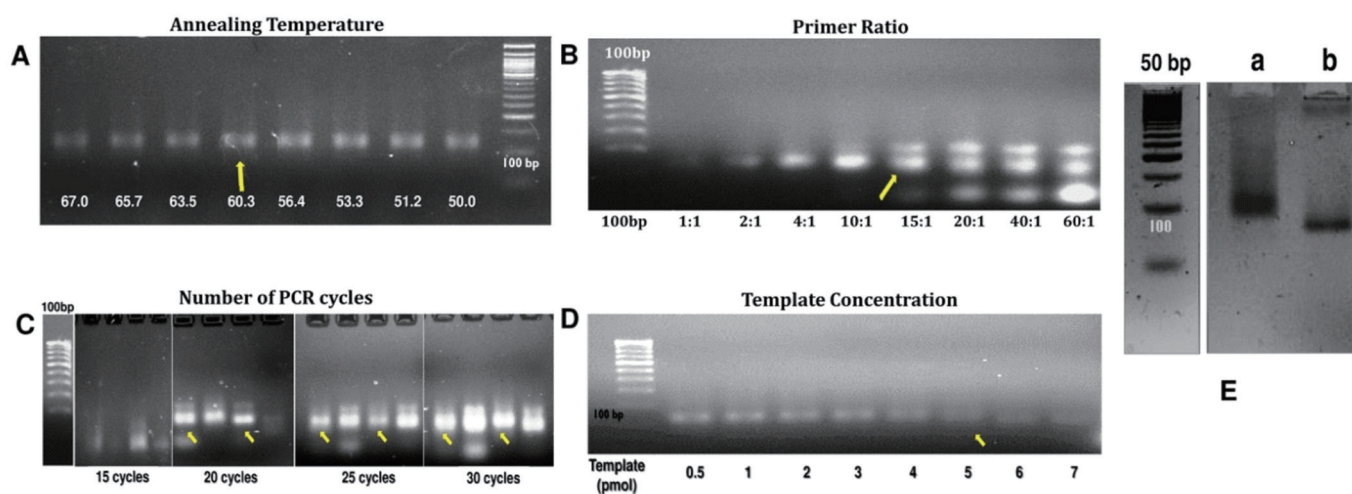 Annealing Temperature
A
100 bp
67.0 65.7 63.5 60.3 56.4 53.3 51.2 50.0
Primer Ratio
B
100bp
100bp 1:1 2:1 4:1 10:1 15:1 20:1 40:1 60:1
50 bp a b
100
E
Number of PCR cycles
100bp
C
15 cycles 20 cycles 25 cycles 30 cycles
Template Concentration
D
100 bp
Template 0.5 1 2 3 4 5 6 7
(pmol)